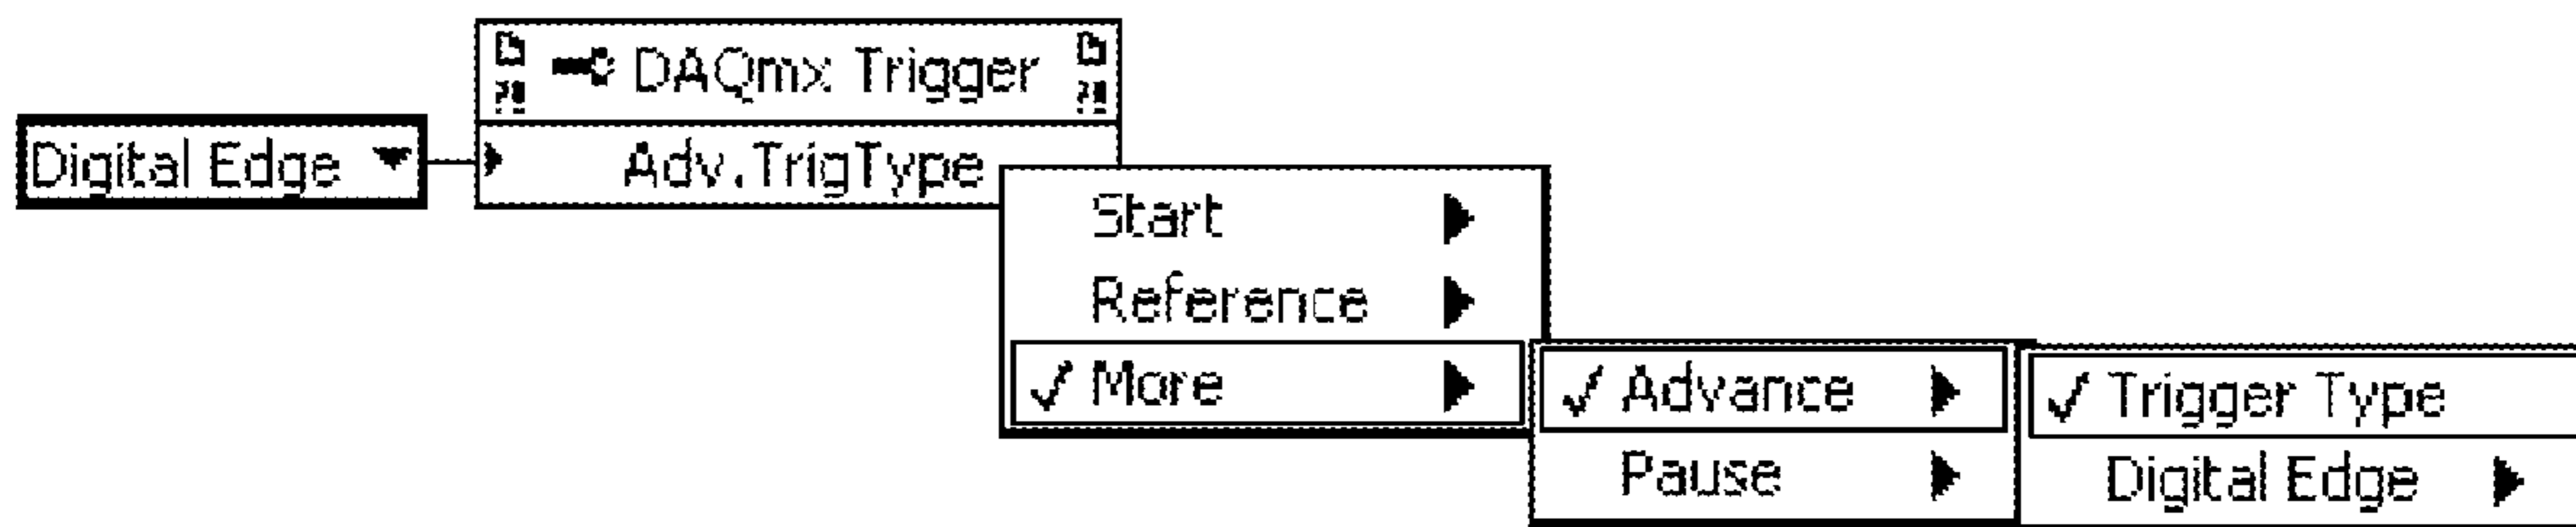 DAQmx Trigger
Digital Edge
Adv.TrigType
Start
Reference
More
Advance
Trigger Type
Pause
Digital Edge